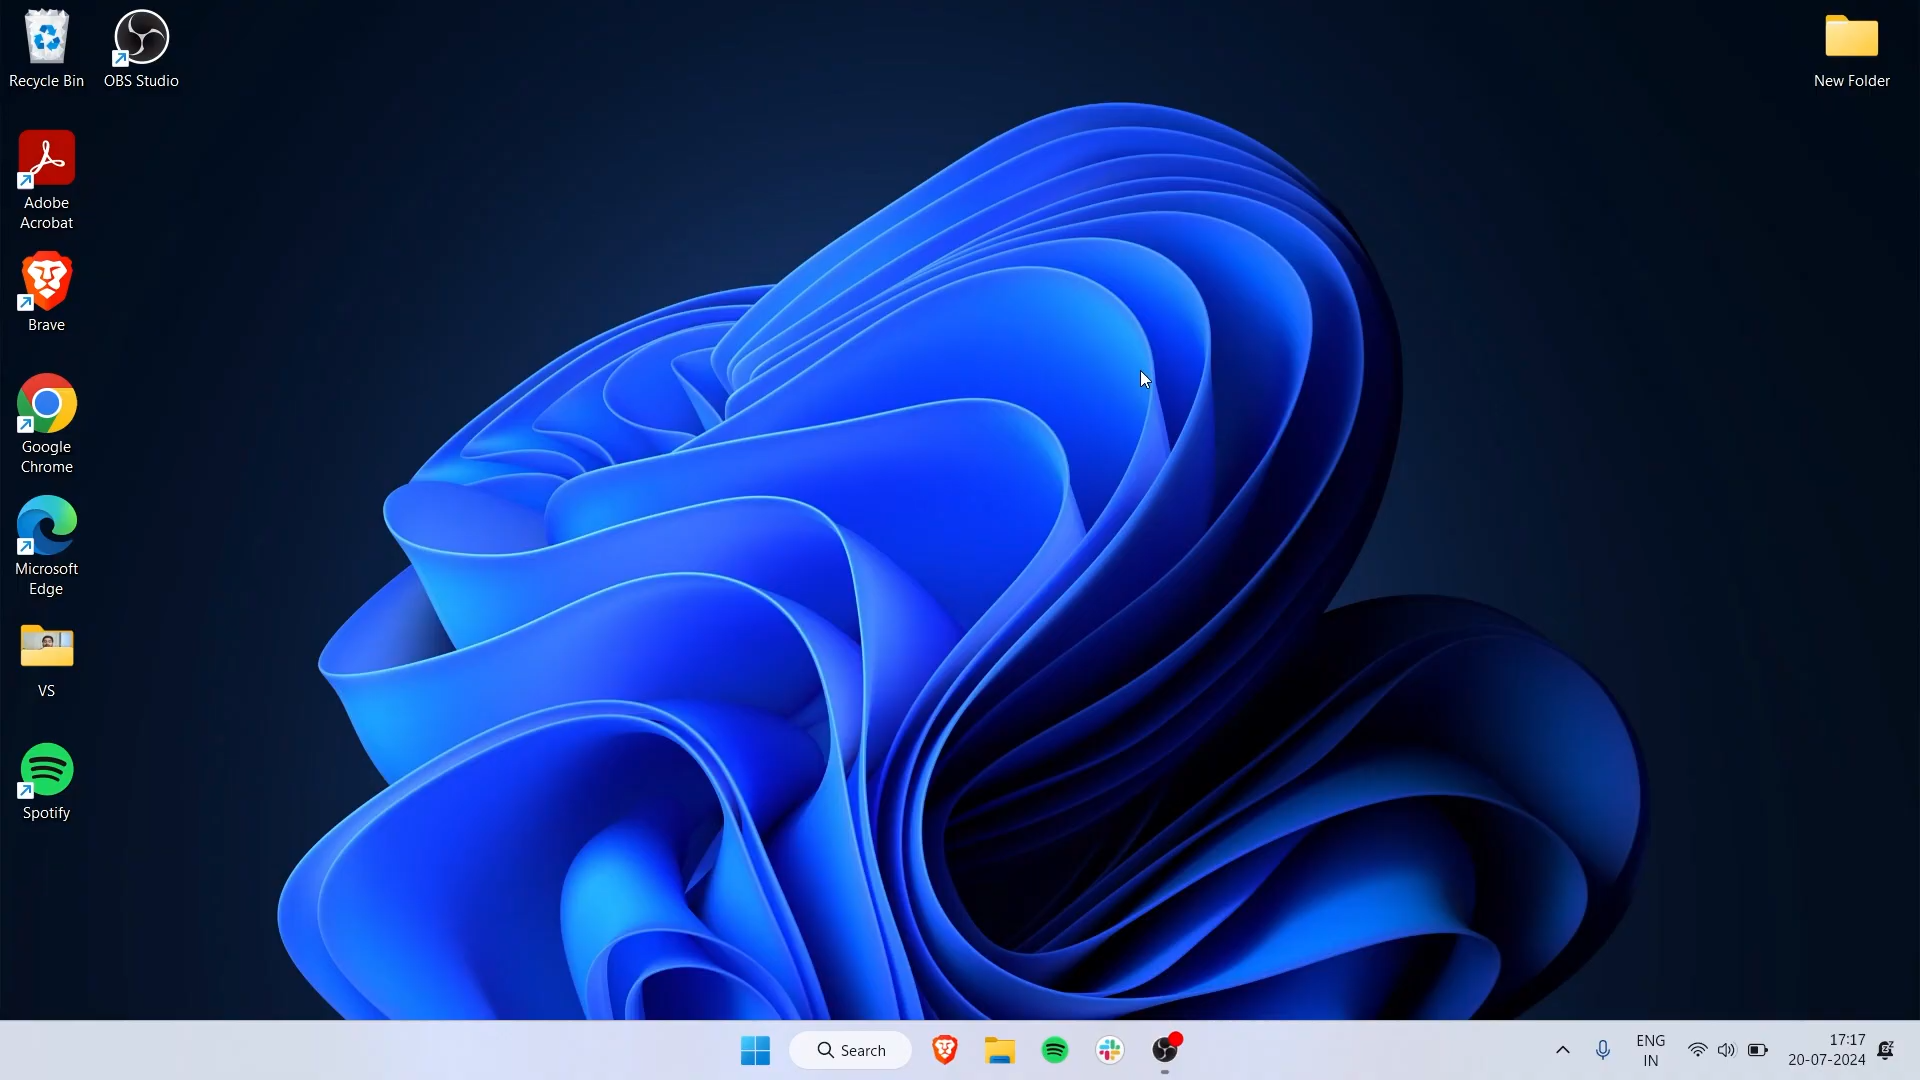 Recycle Bin
OBS Studio
New Folder
Adobe
Acrobat
Brave
Google
Chrome
Microsoft
Edge
VS
Spotify
Search
ENG
IN
17:17
20-07-2024